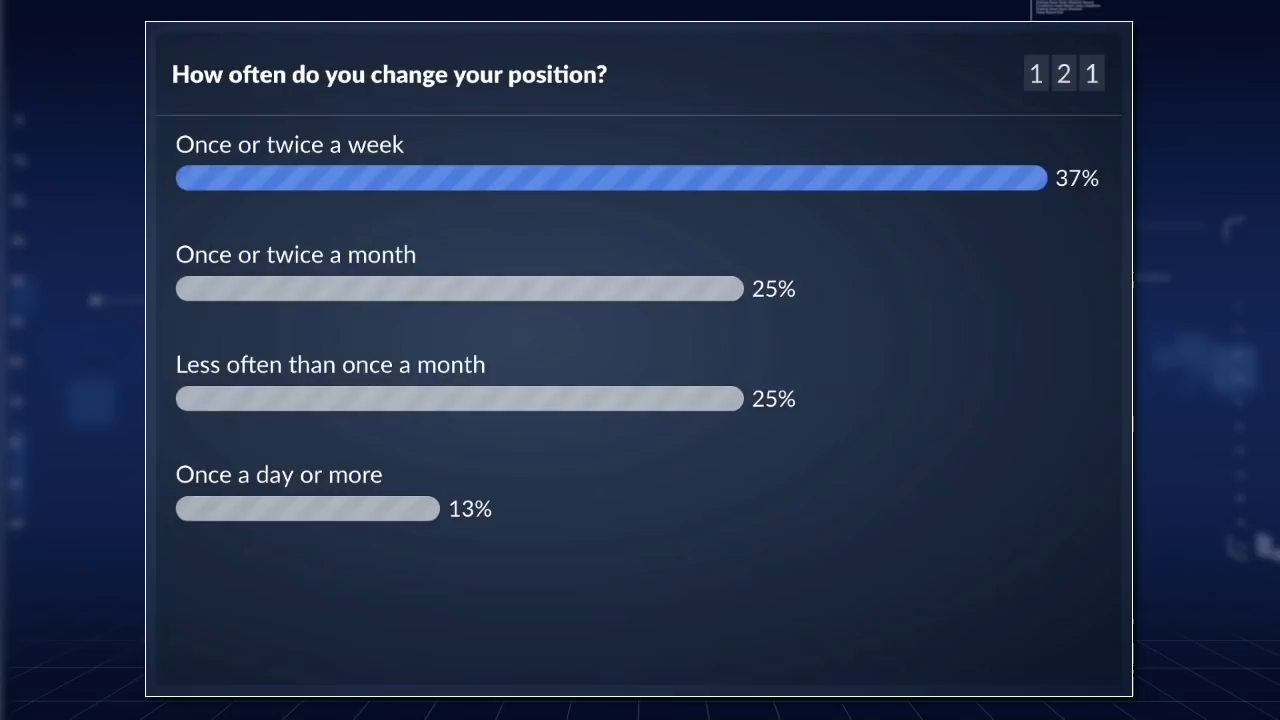 How often do you change your position?
1 2 1
Once or twice a week
37%
Once or twice a month
25%
Less often than once a month
25%
Once a day or more
13%